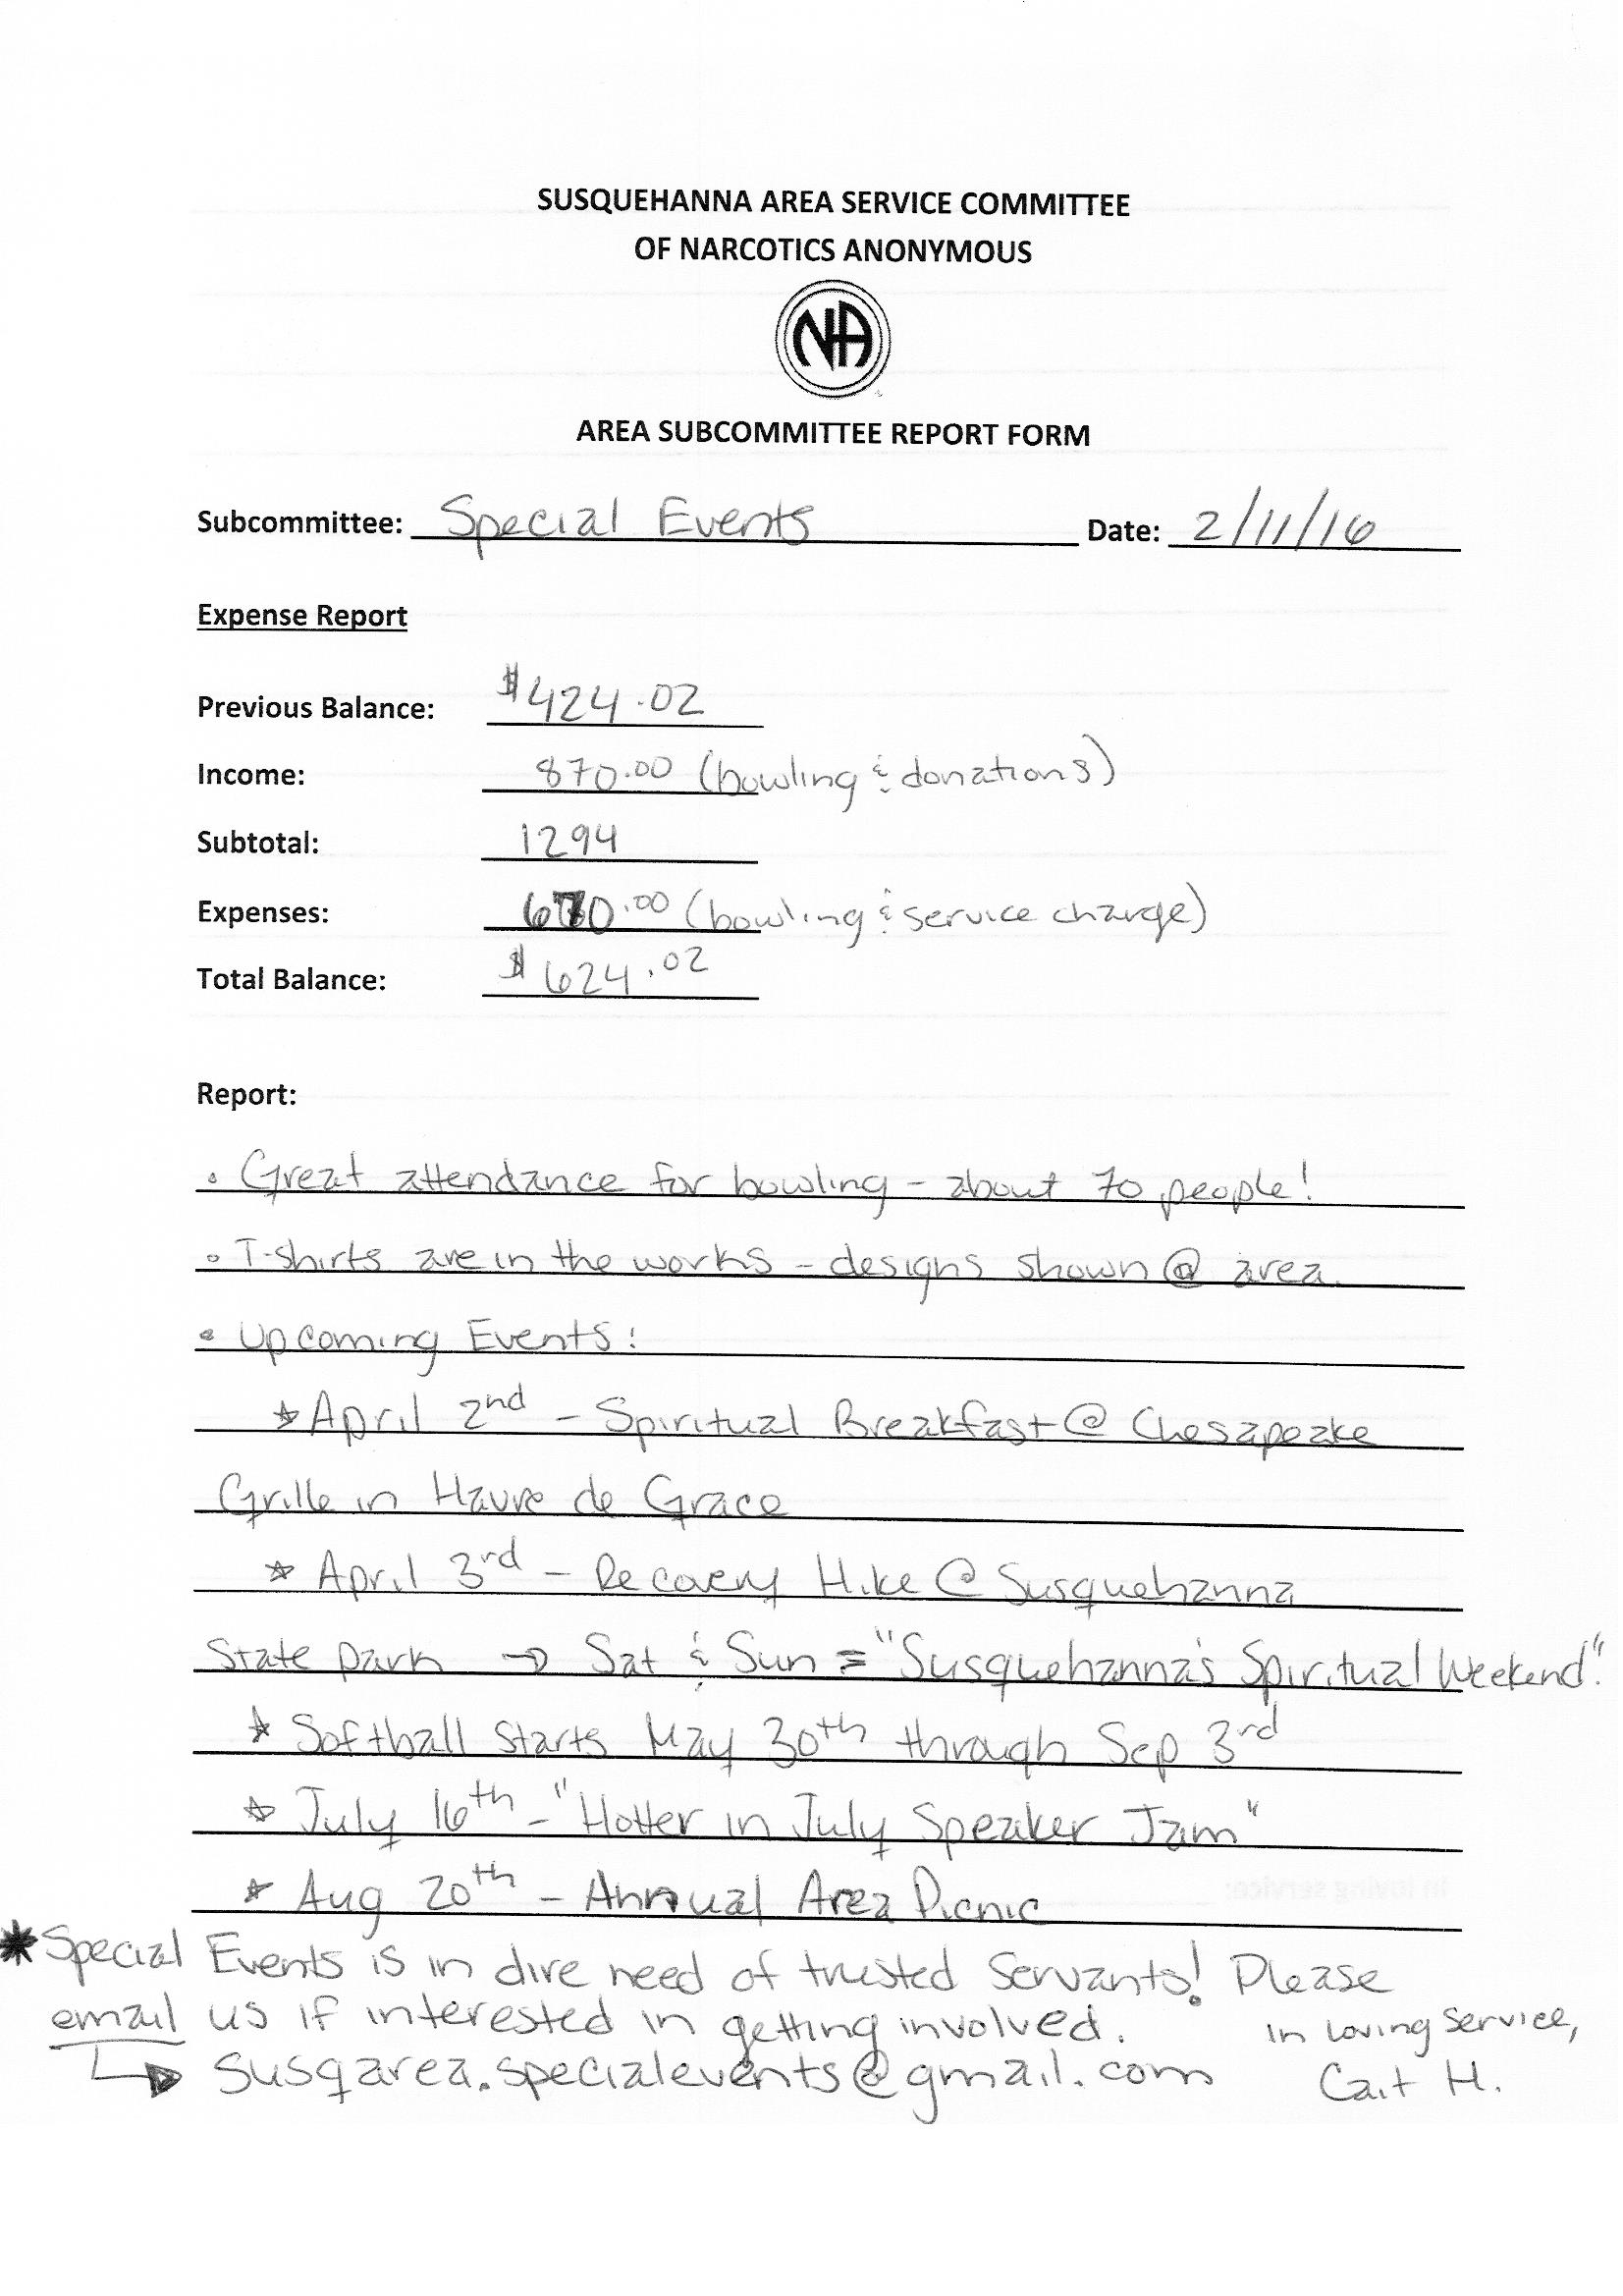 SUSQUEHANNA AREA SERVICE COMMITTEE
OF NARCOTICS ANONYMOUS
NA
AREA SUBCOMMITTEE REPORT FORM
Subcommittee: Special Events Date: 2/11/16
Expense Report
Previous Balance: $424.02
Income: 870.00 (bowling & donations)
Subtotal: 1294
Expenses: 670.00 (bowling & service charge)
Total Balance: $624.02
Report:
• Great attendance for bowling - about 70 people!
• T-shirts are in the works - designs shown @ area.
• Upcoming Events:
* April 2nd - Spiritual Breakfast @ Chesapeake
Grille in Havre de Grace
* April 3rd - Recovery Hike @ Susquehanna
State park → Sat & Sun = "Susquehanna's Spiritual Weekend".
* Softball starts May 30th through Sep 3rd
* July 16th - "Hotter in July Speaker Jam"
* Aug 20th - Annual Area Picnic
In loving service:
* Special Events is in dire need of trusted servants! Please
email us if interested in getting involved.
↳ susqarea.specialevents@gmail.com
In loving service,
Cait H.